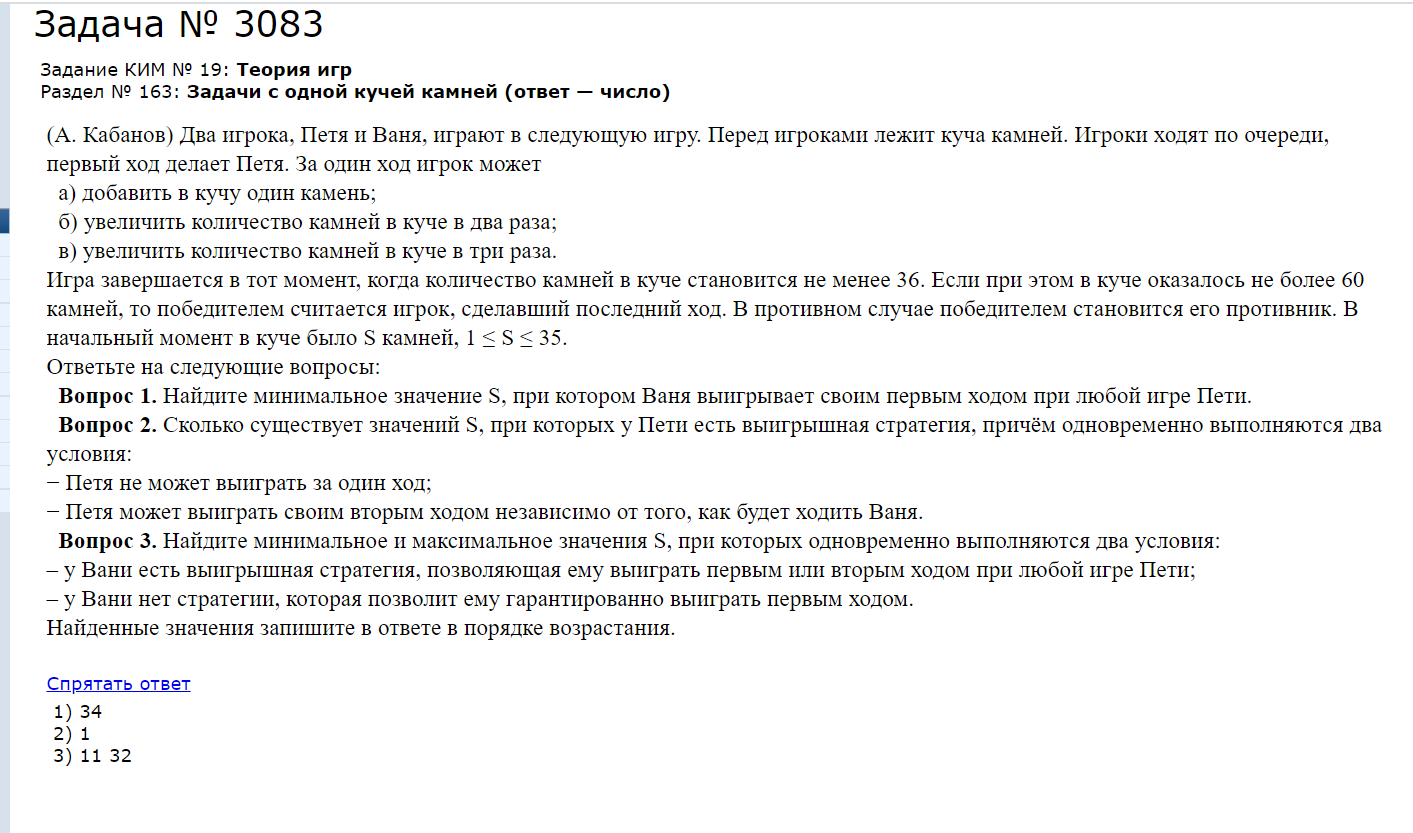 Задача № 3083
Задание КИМ № 19: Теория игр
Раздел № 163: Задачи с одной кучей камней (ответ — число)
(А. Кабанов) Два игрока, Петя и Ваня, играют в следующую игру. Перед игроками лежит куча камней. Игроки ходят по очереди,
первый ход делает Петя. За один ход игрок может
а) добавить в кучу один камень;
б) увеличить количество камней в куче в два раза;
в) увеличить количество камней в куче в три раза.
Игра завершается в тот момент, когда количество камней в куче становится не менее 36. Если при этом в куче оказалось не более 60
камней, то победителем считается игрок, сделавший последний ход. В противном случае победителем становится его противник. В
начальный момент в куче было S камней, 1 ≤ S ≤ 35.
Ответьте на следующие вопросы:
Вопрос 1. Найдите минимальное значение S, при котором Ваня выигрывает своим первым ходом при любой игре Пети.
Вопрос 2. Сколько существует значений S, при которых у Пети есть выигрышная стратегия, причём одновременно выполняются два
условия:
− Петя не может выиграть за один ход;
− Петя может выиграть своим вторым ходом независимо от того, как будет ходить Ваня.
Вопрос 3. Найдите минимальное и максимальное значения S, при которых одновременно выполняются два условия:
– у Вани есть выигрышная стратегия, позволяющая ему выиграть первым или вторым ходом при любой игре Пети;
– у Вани нет стратегии, которая позволит ему гарантированно выиграть первым ходом.
Найденные значения запишите в ответе в порядке возрастания.
Спрятать ответ
1) 34
2) 1
3) 11 32